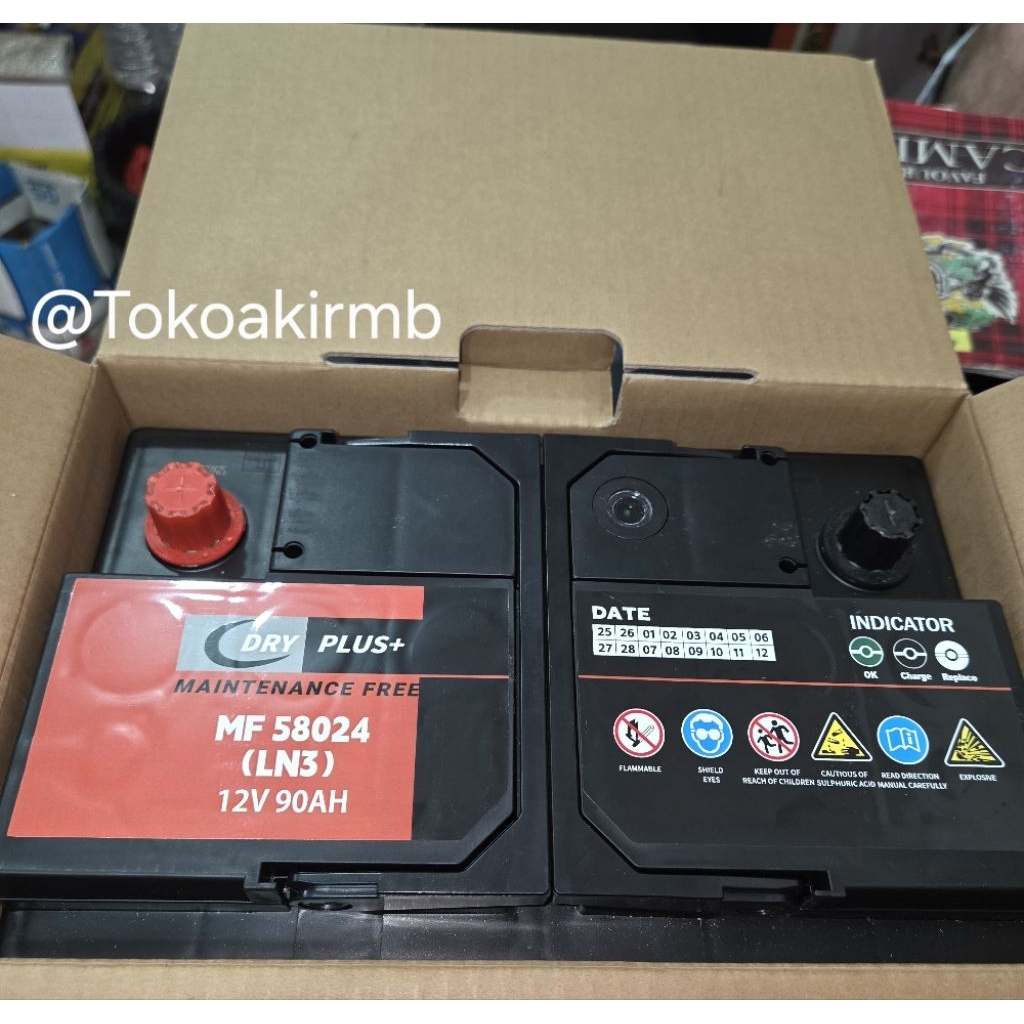 CAMI
FAVOU
@Tokoakirmb
DRY PLUS+
MAINTENANCE FREE
MF 58024
(LN3)
12V 90AH
DATE
25 26 01 02 03 04 05 06
27 28 07 08 09 10 11 12
INDICATOR
OK Charge Replace
FLAMMABLE
SHIELD
EYES
KEEP OUT OF
REACH OF CHILDREN
CAUTIOUS OF
SULPHURIC ACID
READ DIRECTION
MANUAL CAREFULLY
EXPLOSIVE